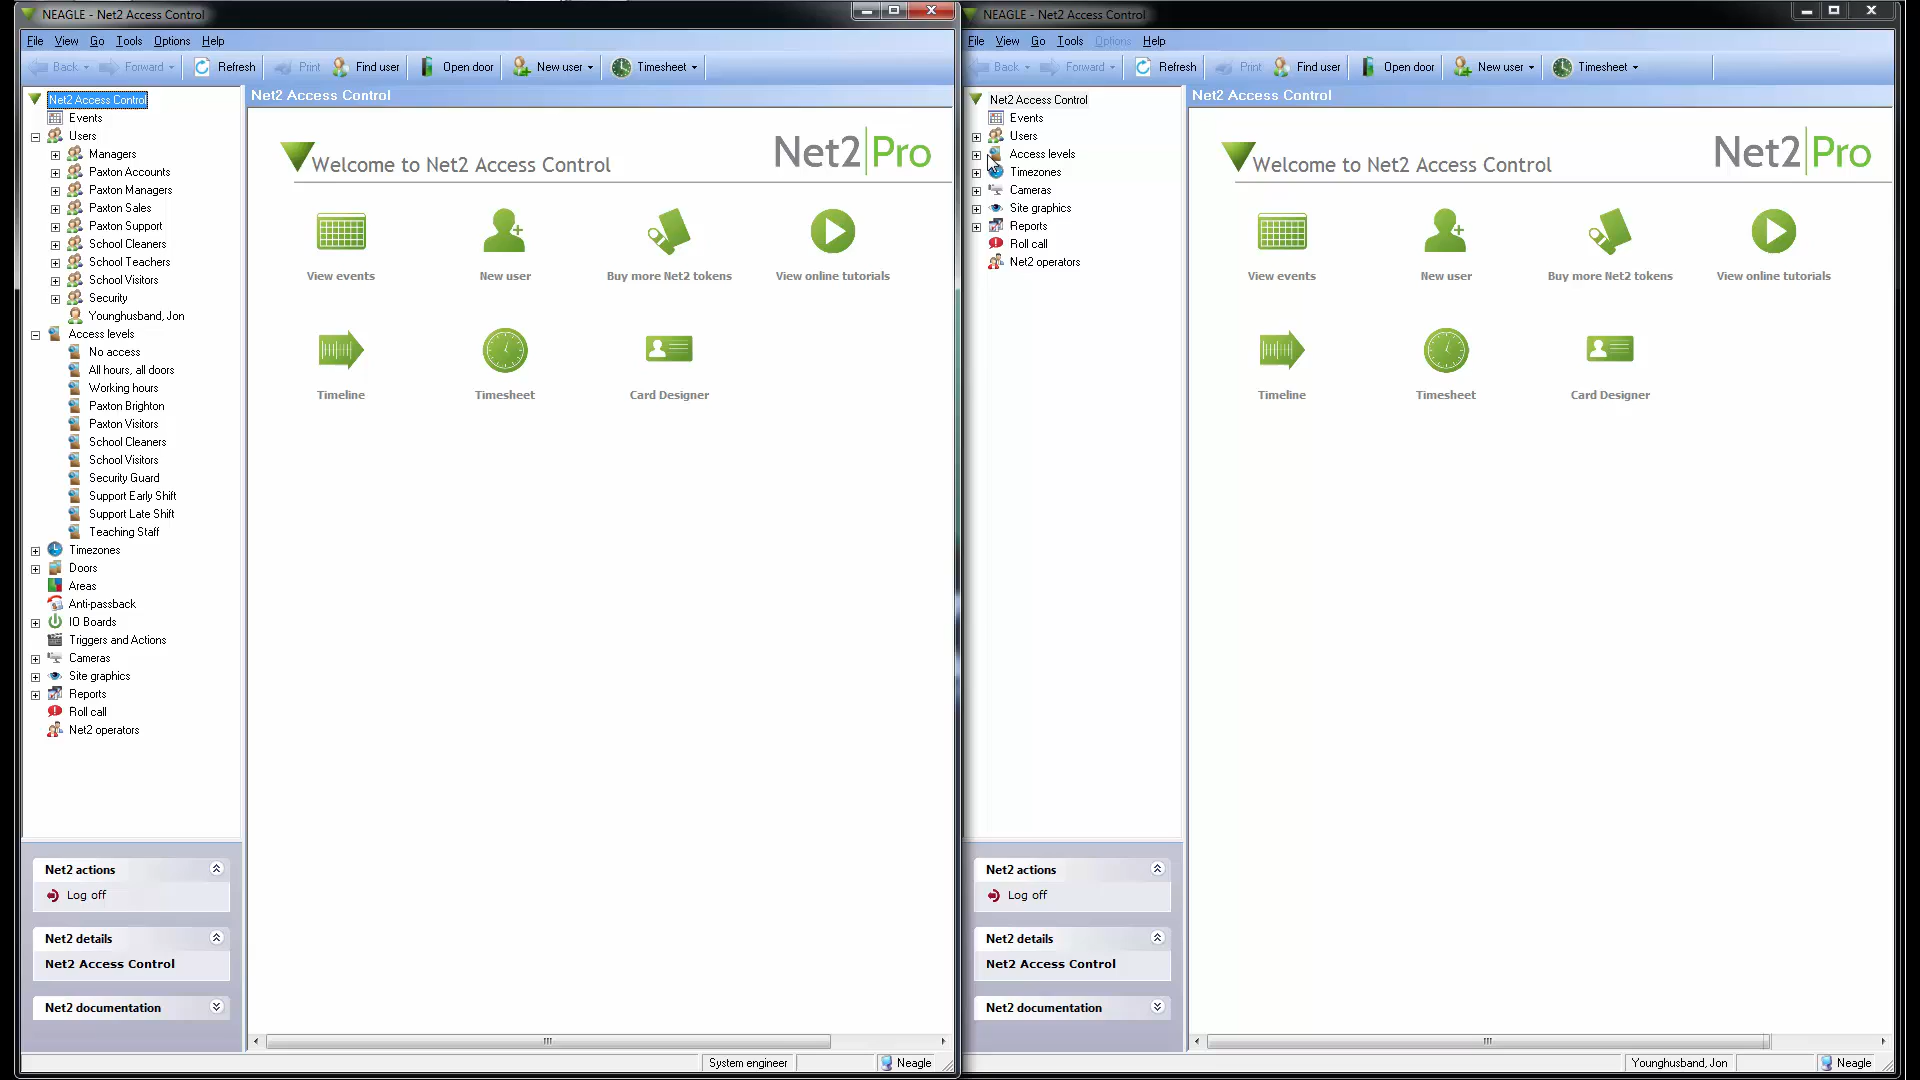 NEAGLE - Net2 Access Control
File View Go Tools Options Help
Back Forward Refresh Print Find user Open door New user Timesheet
Net2 Access Control
Events
Users
Managers
Paxton Accounts
Paxton Managers
Paxton Sales
Paxton Support
School Cleaners
School Teachers
School Visitors
Security
Younghusband, Jon
Access levels
No access
All hours, all doors
Working hours
Paxton Brighton
Paxton Visitors
School Cleaners
School Visitors
Security Guard
Support Early Shift
Support Late Shift
Teaching Staff
Timezones
Doors
Areas
Anti-passback
IO Boards
Triggers and Actions
Cameras
Site graphics
Reports
Roll call
Net2 operators
Net2 actions
Log off
Net2 details
Net2 Access Control
Net2 documentation
Net2 Access Control
Welcome to Net2 Access Control
Net2 Pro
View events New user Buy more Net2 tokens View online tutorials
Timeline Timesheet Card Designer
System engineer Neagle
NEAGLE - Net2 Access Control
File View Go Tools Options Help
Back Forward Refresh Print Find user Open door New user Timesheet
Net2 Access Control
Events
Users
Access levels
Timezones
Cameras
Site graphics
Reports
Roll call
Net2 operators
Net2 actions
Log off
Net2 details
Net2 Access Control
Net2 documentation
Net2 Access Control
Welcome to Net2 Access Control
Net2 Pro
View events New user Buy more Net2 tokens View online tutorials
Timeline Timesheet Card Designer
Younghusband, Jon Neagle